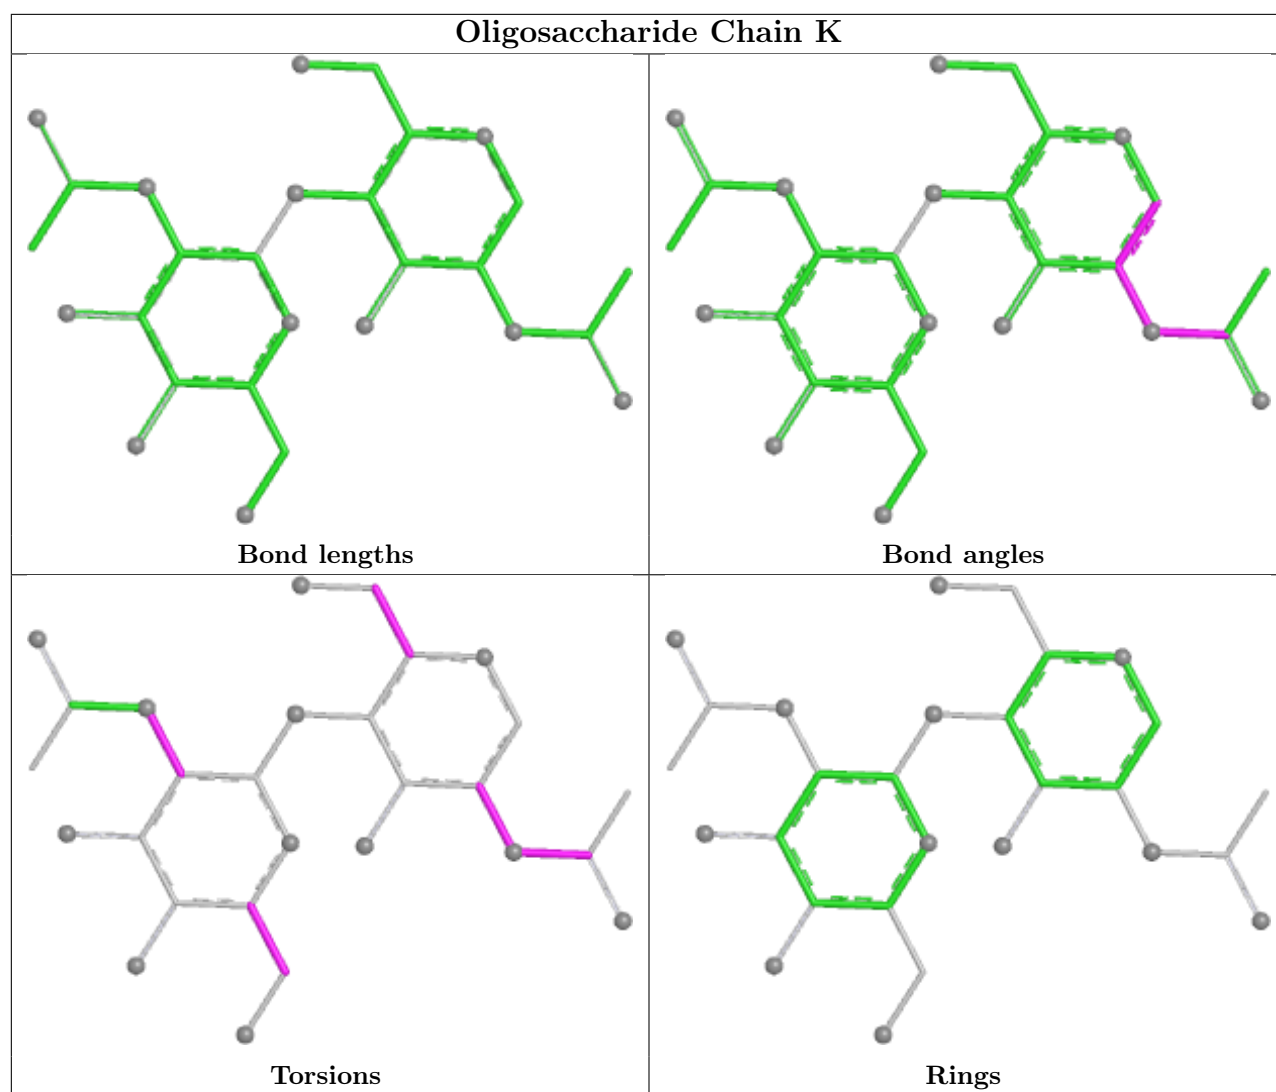 Oligosaccharide Chain K
Bond lengths
Bond angles
Torsions
Rings